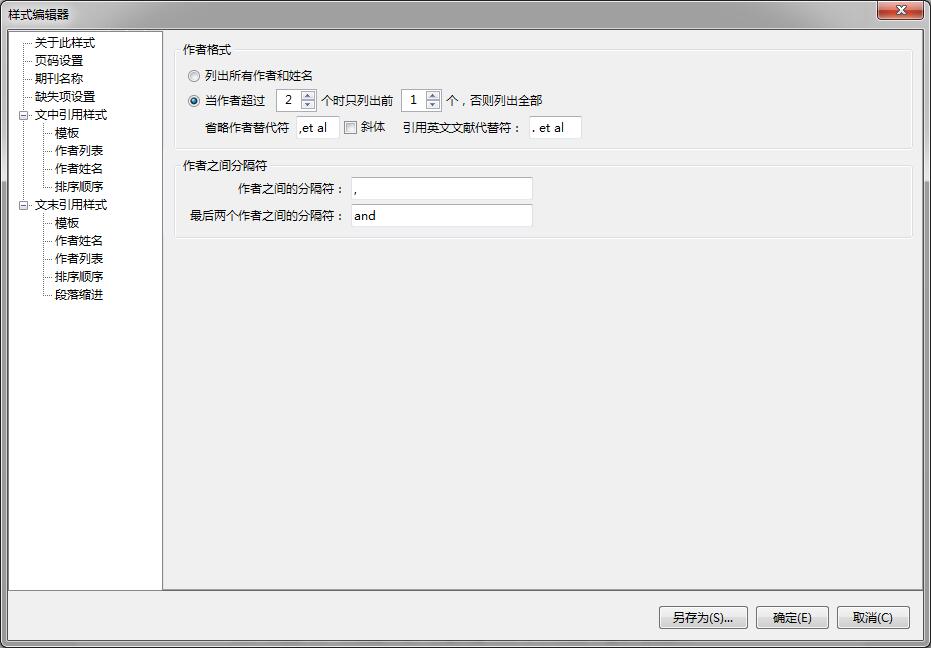 样式编辑器
关于此样式
页码设置
期刊名称
缺失项设置
文中引用样式
模板
作者列表
作者姓名
排序顺序
文末引用样式
模板
作者姓名
作者列表
排序顺序
段落缩进
作者格式
列出所有作者和姓名
当作者超过 2 个时只列出前 1 个，否则列出全部
省略作者替代符 ,et al 斜体 引用英文文献代替符： . et al
作者之间分隔符
作者之间的分隔符： ,
最后两个作者之间的分隔符： and
另存为(S)... 确定(E) 取消(C)